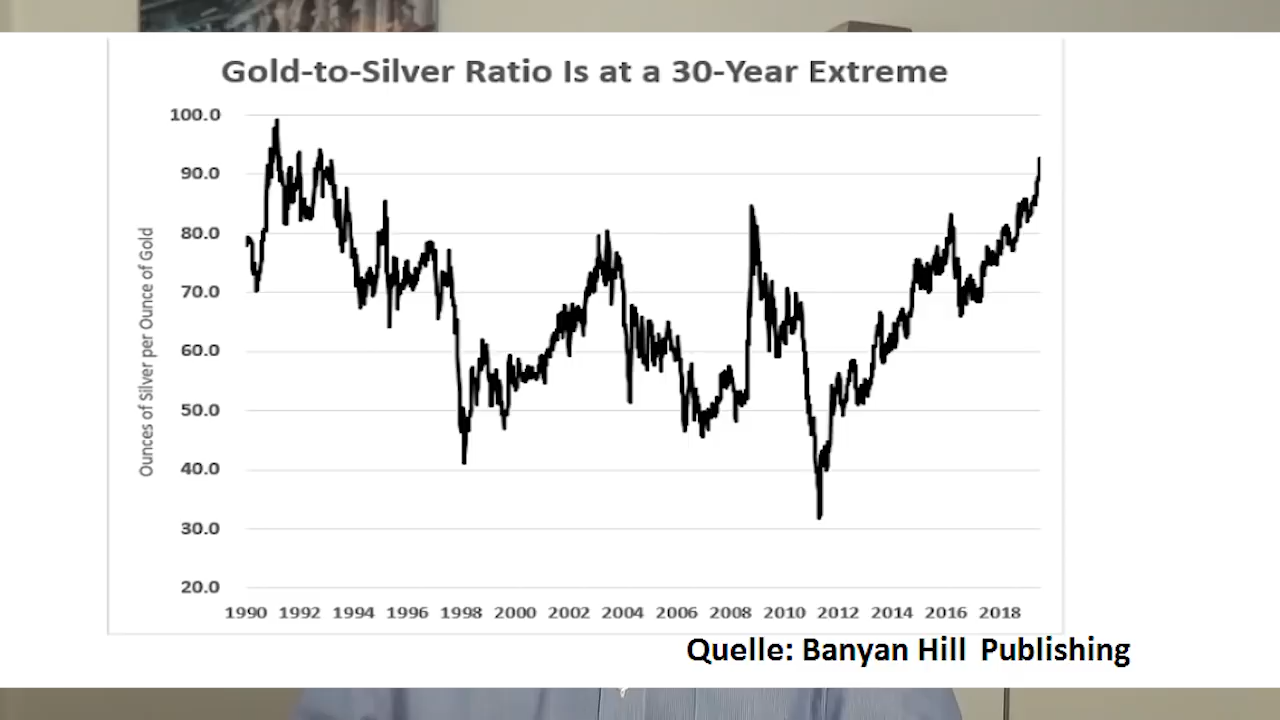 Gold-to-Silver Ratio Is at a 30-Year Extreme
Ounces of Silver per Ounce of Gold
100.0
90.0
80.0
70.0
60.0
50.0
40.0
30.0
20.0
1990 1992 1994 1996 1998 2000 2002 2004 2006 2008 2010 2012 2014 2016 2018
Quelle: Banyan Hill Publishing